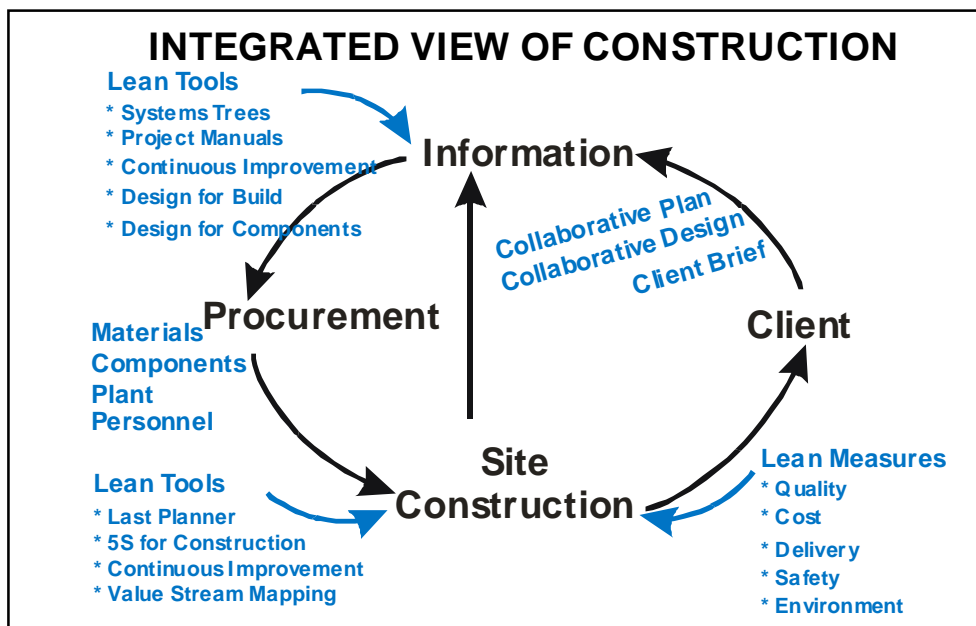 INTEGRATED VIEW OF CONSTRUCTION
Lean Tools
* Systems Trees
* Project Manuals
* Continuous Improvement
* Design for Build
* Design for Components
Information
Collaborative Plan
Collaborative Design
Client Brief
Procurement
Materials
Components
Plant
Personnel
Client
Site
Construction
Lean Tools
* Last Planner
* 5S for Construction
* Continuous Improvement
* Value Stream Mapping
Lean Measures
* Quality
* Cost
* Delivery
* Safety
* Environment